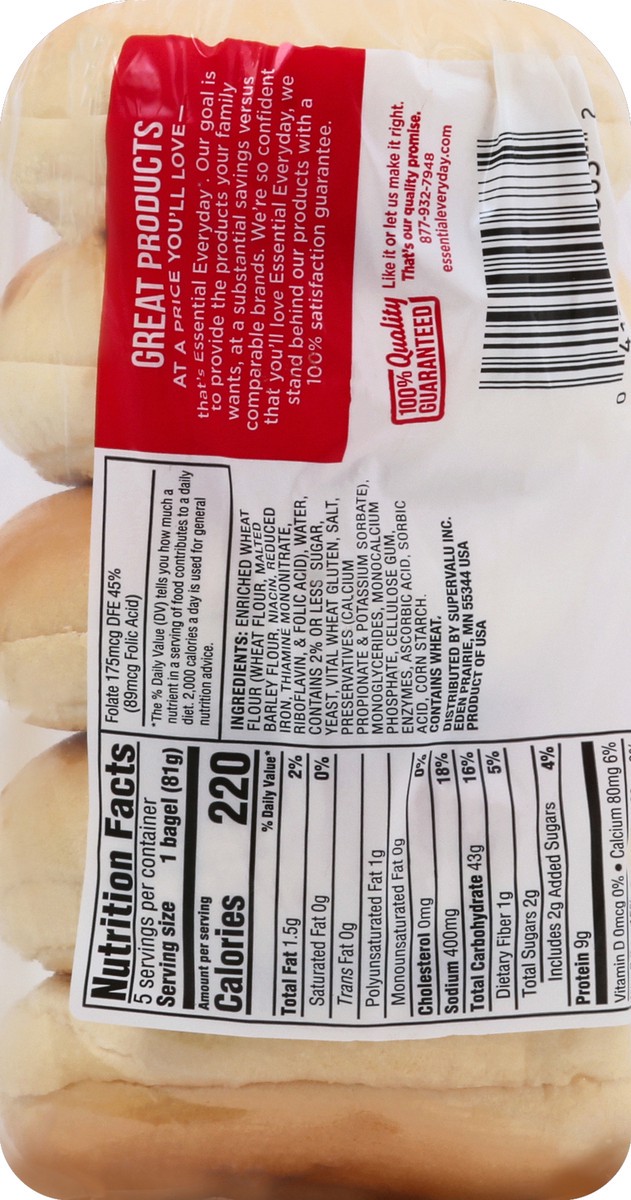 GREAT PRODUCTS
AT A PRICE YOU'LL LOVE—
that's Essential Everyday®. Our goal is
to provide the products your family
wants, at a substantial savings versus
comparable brands. We're so confident
that you'll love Essential Everyday, we
stand behind our products with a
100% satisfaction guarantee.
100% Quality
GUARANTEED
Like it or let us make it right.
That's our quality promise.
877-932-7948
essentialeveryday.com
Nutrition Facts
5 servings per container
Serving size 1 bagel (81g)
Amount per serving
Calories 220
% Daily Value*
Total Fat 1.5g 2%
Saturated Fat 0g 0%
Trans Fat 0g
Polyunsaturated Fat 1g
Monounsaturated Fat 0g
Cholesterol 0mg 0%
Sodium 400mg 18%
Total Carbohydrate 43g 16%
Dietary Fiber 1g 5%
Total Sugars 2g
Includes 2g Added Sugars 4%
Protein 9g
Vitamin D 0mcg 0% • Calcium 80mg 6%
Folate 175mcg DFE 45%
(89mcg Folic Acid)
*The % Daily Value (DV) tells you how much a
nutrient in a serving of food contributes to a daily
diet. 2,000 calories a day is used for general
nutrition advice.
INGREDIENTS: ENRICHED WHEAT
FLOUR (WHEAT FLOUR, MALTED
BARLEY FLOUR, NIACIN, REDUCED
IRON, THIAMINE MONONITRATE,
RIBOFLAVIN, & FOLIC ACID), WATER,
CONTAINS 2% OR LESS SUGAR,
YEAST, VITAL WHEAT GLUTEN, SALT,
PRESERVATIVES (CALCIUM
PROPIONATE & POTASSIUM SORBATE),
MONOGLYCERIDES, MONOCALCIUM
PHOSPHATE, CELLULOSE GUM,
ENZYMES, ASCORBIC ACID, SORBIC
ACID, CORN STARCH.
CONTAINS WHEAT.
DISTRIBUTED BY SUPERVALU INC.
EDEN PRAIRIE, MN 55344 USA
PRODUCT OF USA